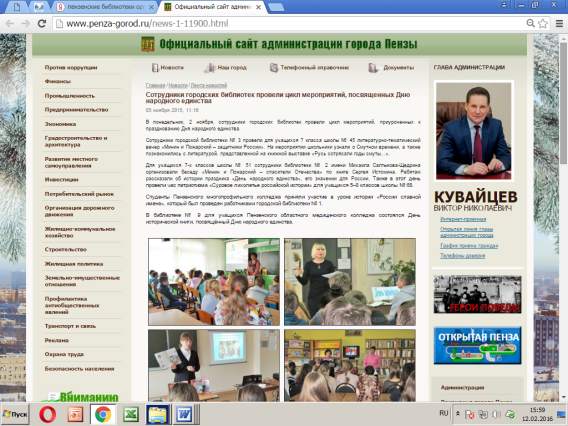 пензенские библиотеки орг
Официальный сайт админи
www.penza-gorod.ru/news-1-11900.html
Официальный сайт администрации города Пензы
Новости
Наш город
Телефонный справочник
Документы
Против коррупции
Финансы
Промышленность
Предпринимательство
Экономика
Градостроительство и
архитектура
Развитие местного
самоуправления
Инвестиции
Потребительский рынок
Организация дорожного
движения
Жилищно-коммунальное
хозяйство
Строительство
Жилищная политика
Земельно-имущественные
отношения
Профилактика
антиобщественных
явлений
Транспорт и связь
Реклама
Охрана труда
Безопасность населения
Вниманию
Главная / Новости / Лента новостей
Сотрудники городских библиотек провели цикл мероприятий, посвященных Дню
народного единства
05 ноября 2015, 11:16
В понедельник, 2 ноября, сотрудники городских библиотек провели цикл мероприятий, приуроченных к
празднованию Дня народного единства.
Сотрудники городской библиотеки № 3 провели для учащихся 7 класса школы № 45 литературно-тематический
вечер «Минин и Пожарский – защитники России». На мероприятии школьники узнали о Смутном времени, а также
познакомились с литературой, представленной на книжной выставке «Русь сотрясали годы смуты...».
Для учащихся 7-х классов школы № 51 сотрудники библиотеки № 2 имени Михаила Салтыкова-Щедрина
организовали беседу «Минин и Пожарский – спасители Отечества» по книге Сергея Истомина. Ребятам
рассказали об истории праздника «День народного единства», его значении для России. Также в этот день
провели час патриотизма «Суровое лихолетье российской истории» для учащихся 5–6 классов школы № 68.
Студенты Пензенского многопрофильного колледжа приняли участие в уроке истории «России славной
имена», который был проведен работниками городской библиотеки № 1.
В библиотеке № 9 для учащихся Пензенского областного медицинского колледжа состоялся День
исторической книги, посвящённый Дню народного единства.
ГЛАВА АДМИНИСТРАЦИИ
КУВАЙЦЕВ
ВИКТОР НИКОЛАЕВИЧ
Интернет-приемная
Открытая линия главы
администрации города
График приема граждан
Телефоны доверия
ГЕРОИ ПОБЕДЫ
ОТКРЫТАЯ ПЕНЗА
Администрация
Пуск
RU
15:59
12.02.2016